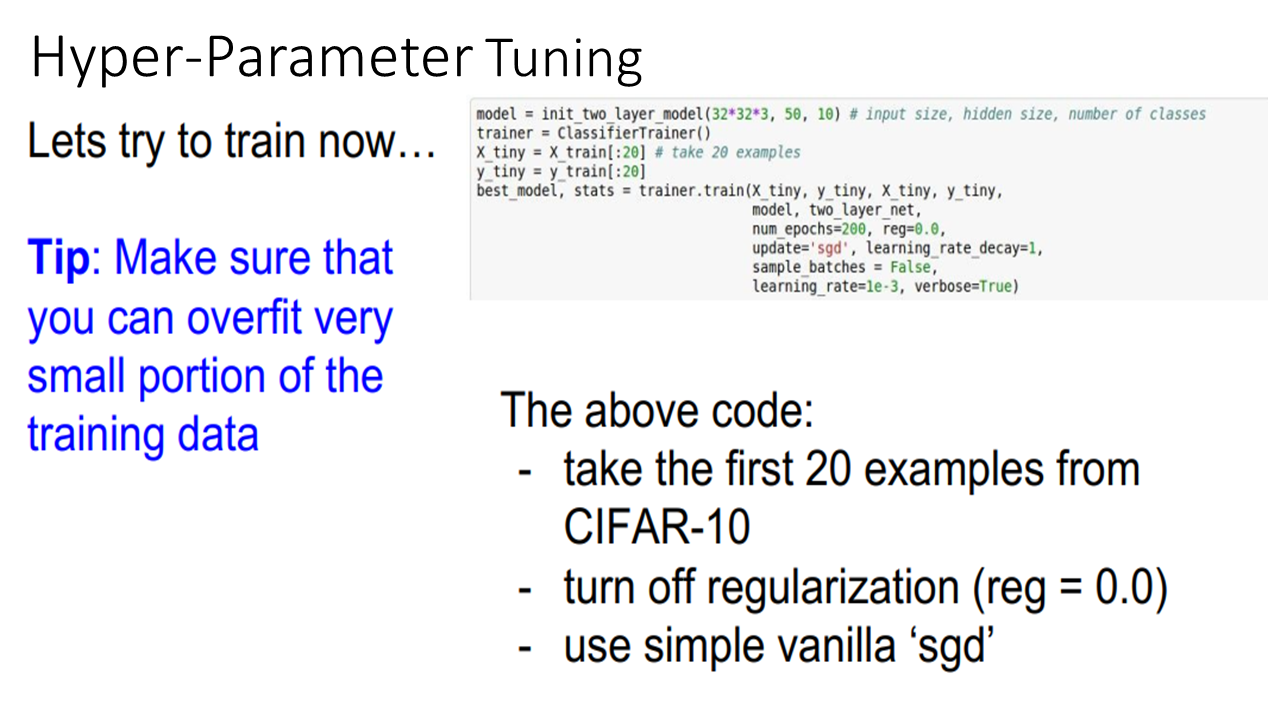 Hyper-Parameter Tuning
Lets try to train now…
Tip: Make sure that
you can overfit very
small portion of the
training data
model = init_two_layer_model(32*32*3, 50, 10) # input size, hidden size, number of classes
trainer = ClassifierTrainer()
X_tiny = X_train[:20] # take 20 examples
y_tiny = y_train[:20]
best_model, stats = trainer.train(X_tiny, y_tiny, X_tiny, y_tiny,
model, two_layer_net,
num_epochs=200, reg=0.0,
update='sgd', learning_rate_decay=1,
sample_batches = False,
learning_rate=1e-3, verbose=True)
The above code:
- take the first 20 examples from
CIFAR-10
- turn off regularization (reg = 0.0)
- use simple vanilla ‘sgd’